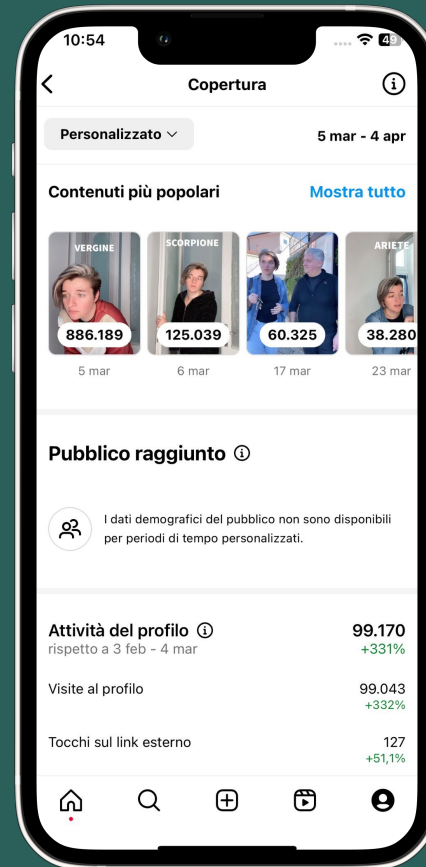 10:54
49
Copertura
Personalizzato
5 mar - 4 apr
Contenuti più popolari
Mostra tutto
VERGINE
SCORPIONE
ARIETE
886.189
125.039
60.325
38.280
5 mar
6 mar
17 mar
23 mar
Pubblico raggiunto
I dati demografici del pubblico non sono disponibili
per periodi di tempo personalizzati.
Attività del profilo
99.170
rispetto a 3 feb - 4 mar
+331%
Visite al profilo
99.043
+332%
Tocchi sul link esterno
127
+51,1%